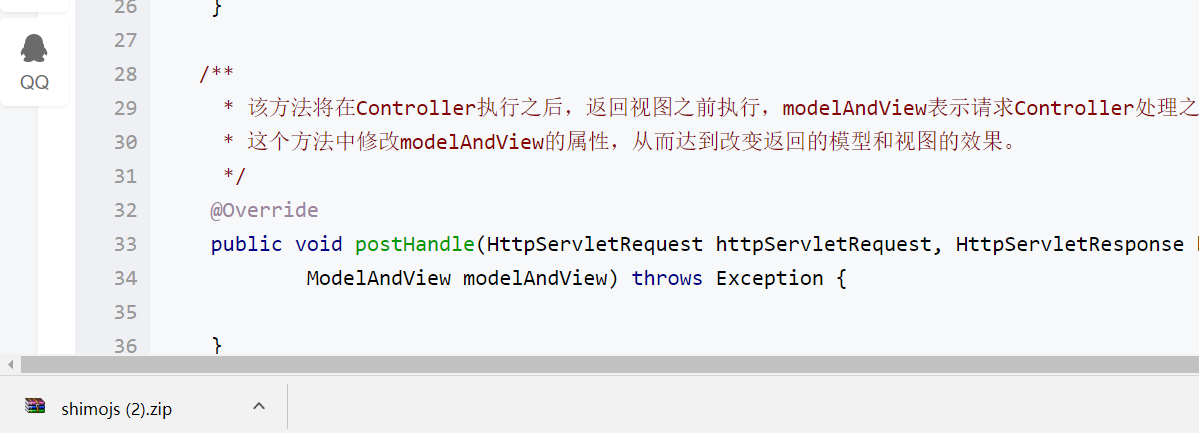 26 }
QQ
27
28 /**
29 * 该方法将在Controller执行之后，返回视图之前执行，modelAndView表示请求Controller处理之
30 * 这个方法中修改modelAndView的属性，从而达到改变返回的模型和视图的效果。
31 */
32 @Override
33 public void postHandle(HttpServletRequest httpServletRequest, HttpServletResponse
34 ModelAndView modelAndView) throws Exception {
35
36 }
shimojs (2).zip